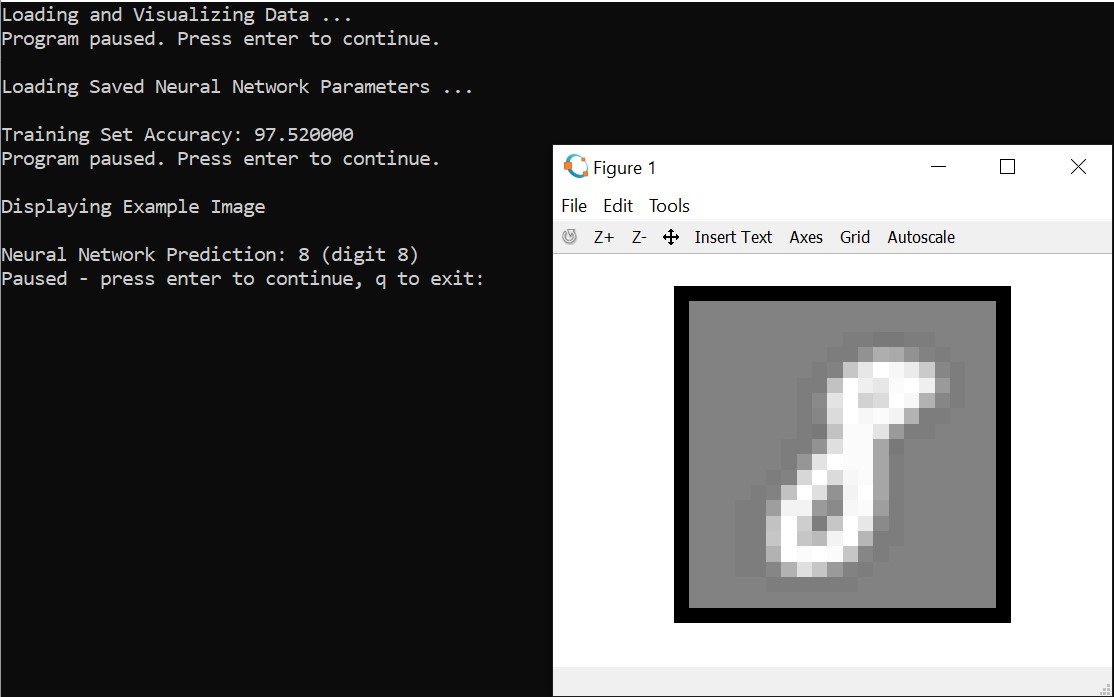 Loading and Visualizing Data ...
Program paused. Press enter to continue.
Loading Saved Neural Network Parameters ...
Training Set Accuracy: 97.520000
Program paused. Press enter to continue.
Displaying Example Image
Neural Network Prediction: 8 (digit 8)
Paused - press enter to continue, q to exit:
Figure 1
File Edit Tools
Z+ Z- Insert Text Axes Grid Autoscale
8